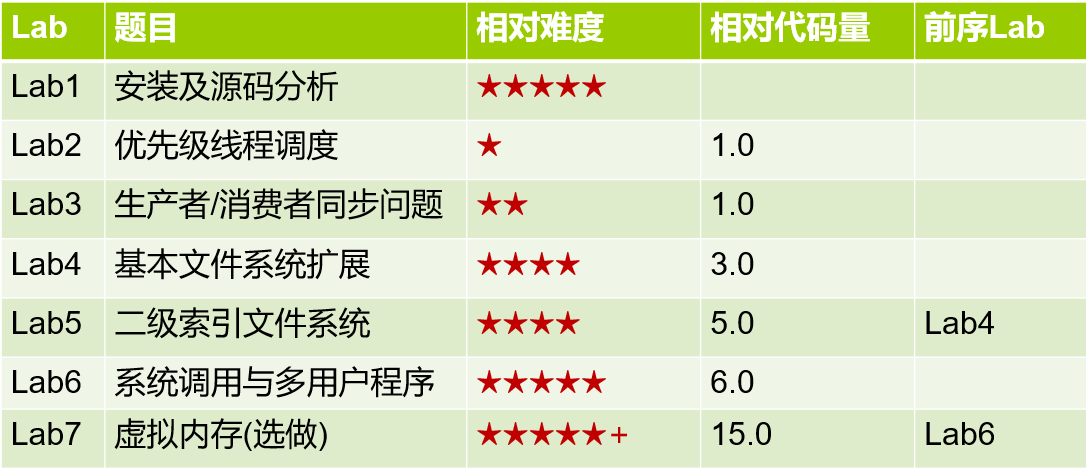 Lab 题目 相对难度 相对代码量 前序Lab
Lab1 安装及源码分析 ★★★★★
Lab2 优先级线程调度 ★ 1.0
Lab3 生产者/消费者同步问题 ★★ 1.0
Lab4 基本文件系统扩展 ★★★★ 3.0
Lab5 二级索引文件系统 ★★★★ 5.0 Lab4
Lab6 系统调用与多用户程序 ★★★★★ 6.0
Lab7 虚拟内存(选做) ★★★★★+ 15.0 Lab6